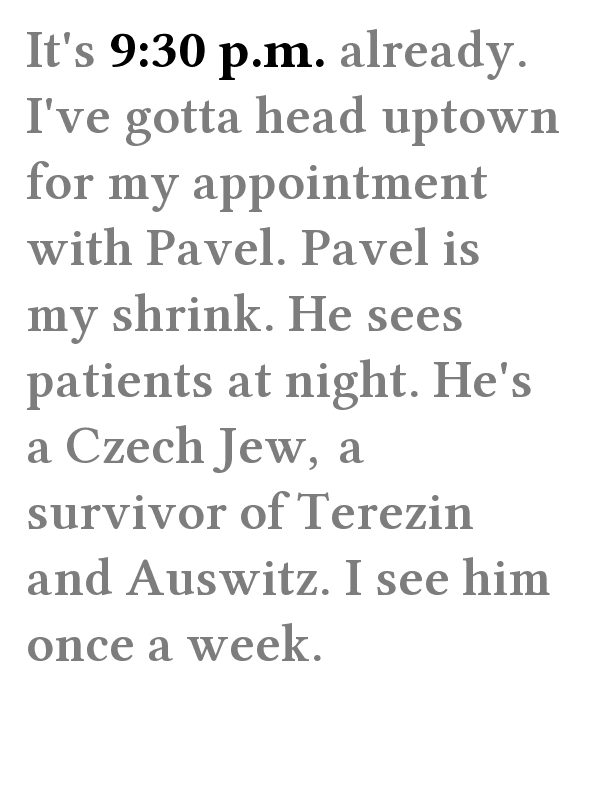 It's 9:30 p.m. already.
I've gotta head uptown
for my appointment
with Pavel. Pavel is
my shrink. He sees
patients at night. He's
a Czech Jew, a
survivor of Terezin
and Auswitz. I see him
once a week.